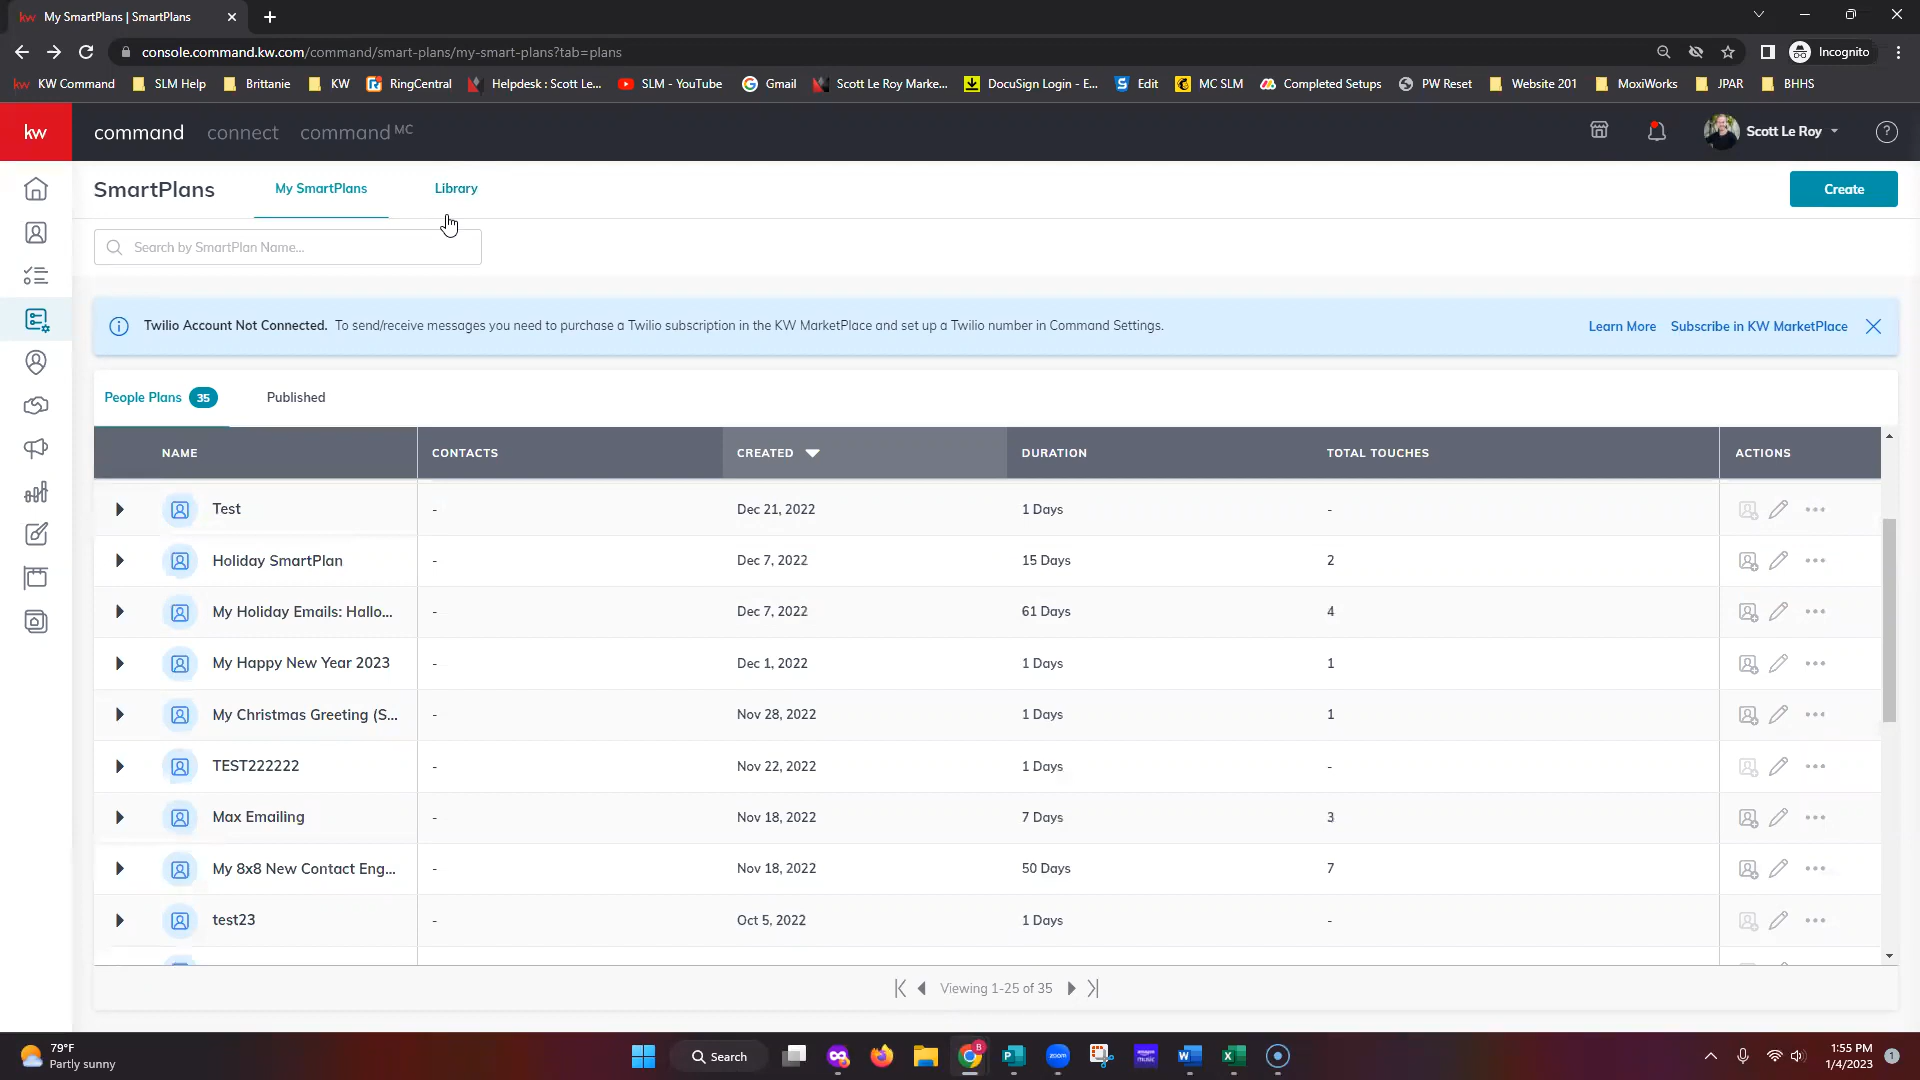 kw My SmartPlans | SmartPlans
console.command.kw.com/command/smart-plans/my-smart-plans?tab=plans Incognito
kw KW Command SLM Help Brittanie KW RingCentral Helpdesk : Scott Le... SLM - YouTube Gmail Scott Le Roy Marke... DocuSign Login - E... Edit MC SLM Completed Setups PW Reset Website 201 MoxiWorks JPAR BHHS
kw command connect command MC Scott Le Roy
SmartPlans My SmartPlans Library Create
Search by SmartPlan Name...
Twilio Account Not Connected. To send/receive messages you need to purchase a Twilio subscription in the KW MarketPlace and set up a Twilio number in Command Settings. Learn More Subscribe in KW MarketPlace
People Plans 35 Published
NAME CONTACTS CREATED DURATION TOTAL TOUCHES ACTIONS
Test - Dec 21, 2022 1 Days -
Holiday SmartPlan - Dec 7, 2022 15 Days 2
My Holiday Emails: Hallo... - Dec 7, 2022 61 Days 4
My Happy New Year 2023 - Dec 1, 2022 1 Days 1
My Christmas Greeting (S... - Nov 28, 2022 1 Days 1
TEST222222 - Nov 22, 2022 1 Days -
Max Emailing - Nov 18, 2022 7 Days 3
My 8x8 New Contact Eng... - Nov 18, 2022 50 Days 7
test23 - Oct 5, 2022 1 Days -
Viewing 1-25 of 35
79°F
Partly sunny
Search
zoom
1:55 PM
1/4/2023
1